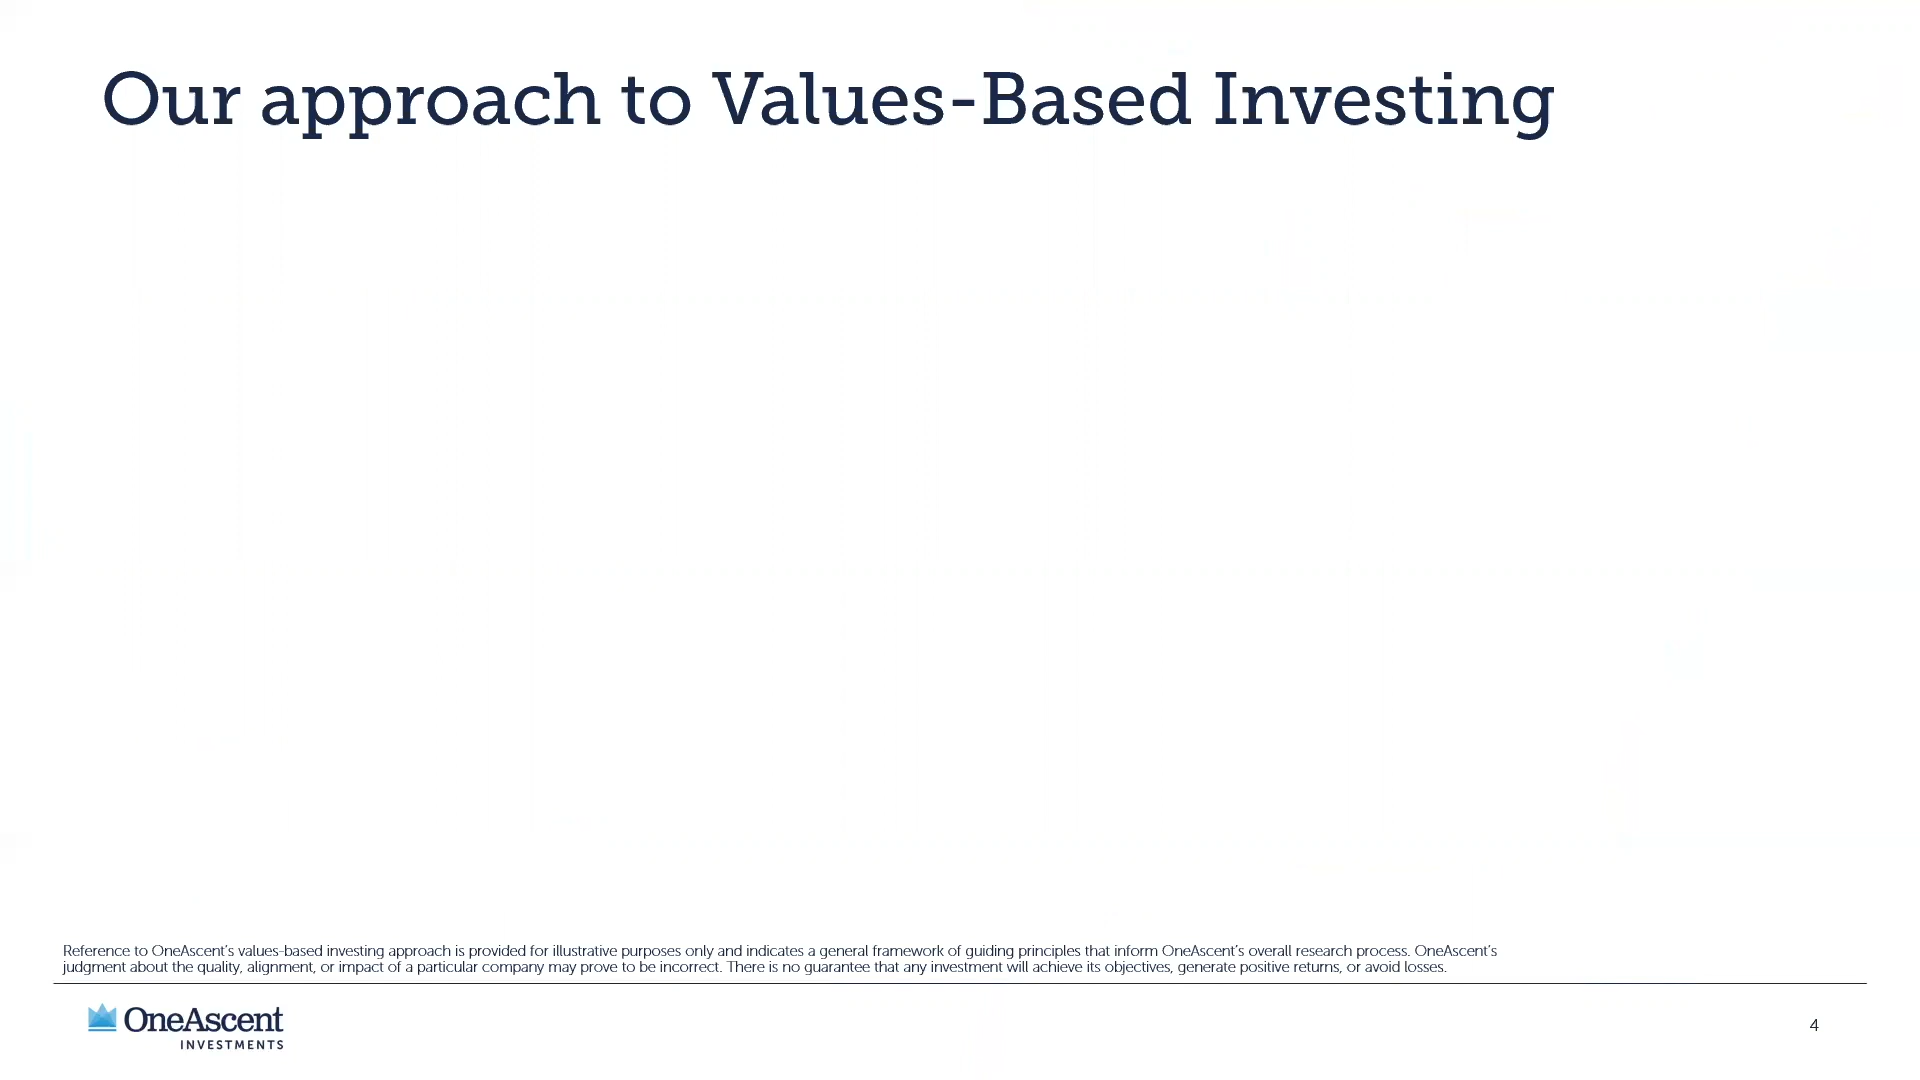 Our approach to Values-Based Investing
Reference to OneAscent's values-based investing approach is provided for illustrative purposes only and indicates a general framework of guiding principles that inform OneAscent's overall research process. OneAscent's
judgment about the quality, alignment, or impact of a particular company may prove to be incorrect. There is no guarantee that any investment will achieve its objectives, generate positive returns, or avoid losses.
OneAscent
INVESTMENTS
4